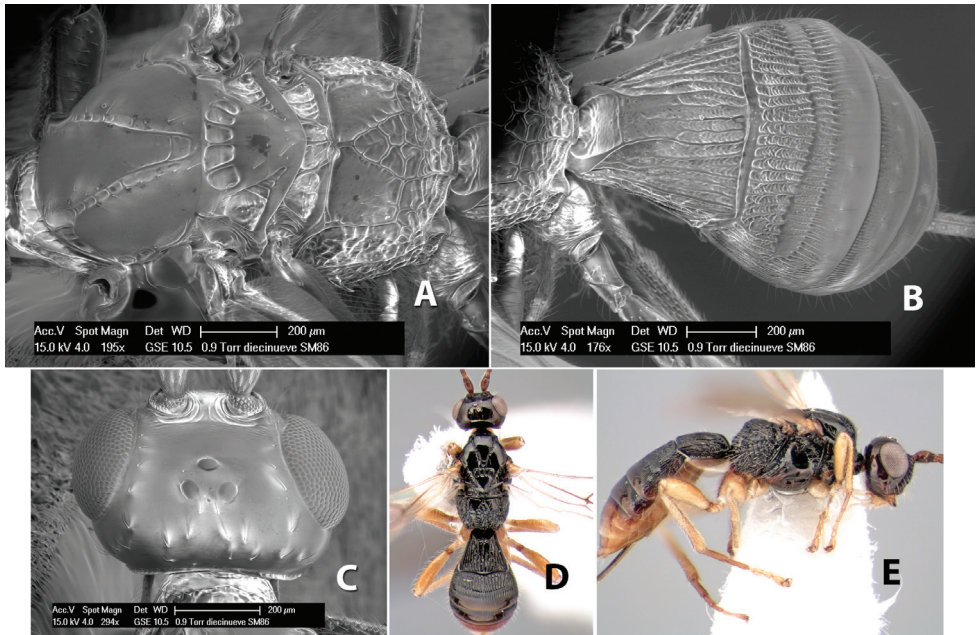 A
B
Acc.V Spot Magn Det WD 200 μm
15.0 kV 4.0 195x GSE 10.5 0.9 Torr diecinueve SM86
Acc.V Spot Magn Det WD 200 μm
15.0 kV 4.0 176x GSE 10.5 0.9 Torr diecinueve SM86
C
D
E
Acc.V Spot Magn Det WD 200 μm
15.0 kV 4.0 294x GSE 10.5 0.9 Torr diecinueve SM86